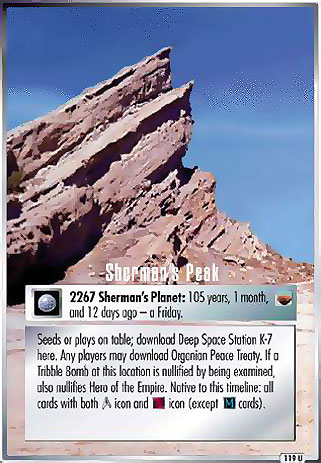 Sherman's Peak
2267 Sherman's Planet: 105 years, 1 month,
and 12 days ago – a Friday.
Seeds or plays on table; download Deep Space Station K-7
here. Any players may download Organian Peace Treaty. If a
Tribble Bomb at this location is nullified by being examined,
also nullifies Hero of the Empire. Native to this timeline: all
cards with both icon and icon (except M cards).
119 U